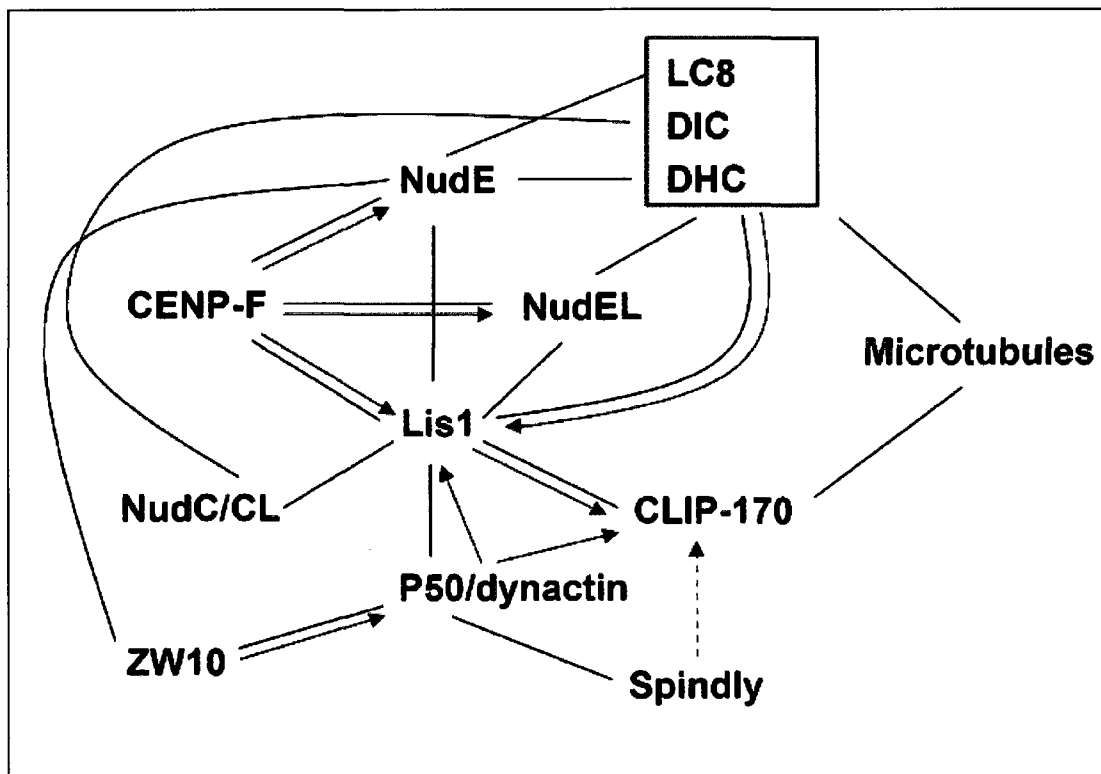 LC8
DIC
DHC
NudE
CENP-F
NudEL
Microtubules
Lis1
NudC/CL
CLIP-170
P50/dynactin
ZW10
Spindly